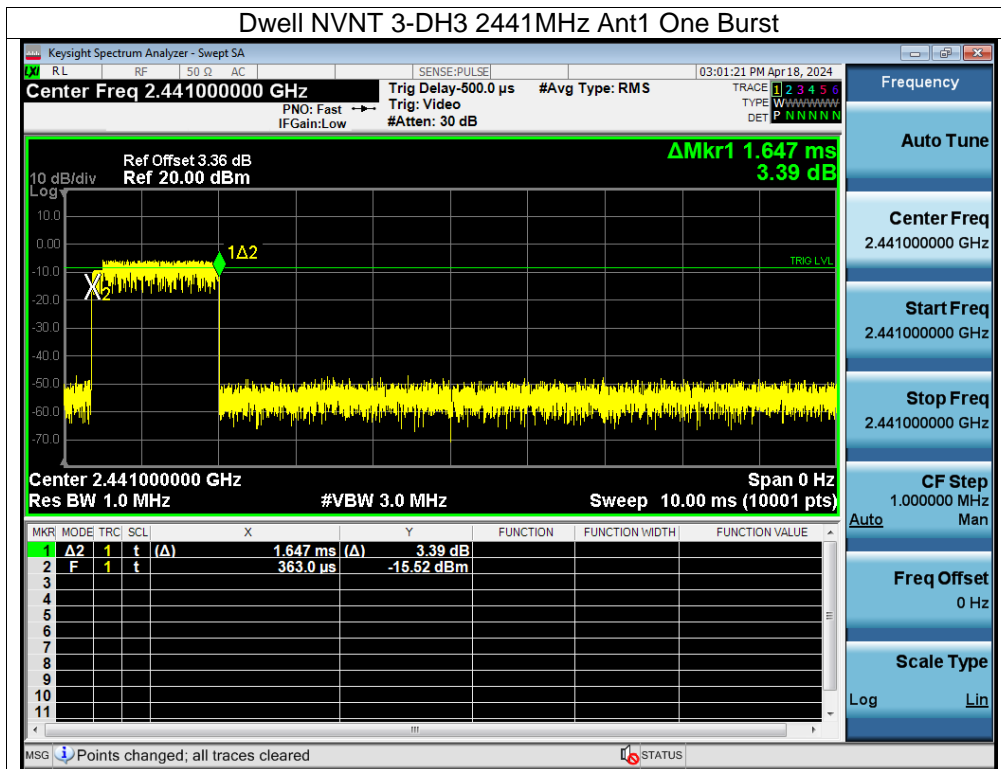 Dwell NVNT 3-DH3 2441MHz Ant1 One Burst
Keysight Spectrum Analyzer - Swept SA
LXI RL RF 50 Ω AC SENSE:PULSE 03:01:21 PM Apr 18, 2024
Center Freq 2.441000000 GHz
PNO: Fast
IFGain:Low
Trig Delay-500.0 µs #Avg Type: RMS
Trig: Video
#Atten: 30 dB
TRACE 1 2 3 4 5 6
TYPE WWWWWWW
DET P N N N N N
ΔMkr1 1.647 ms
3.39 dB
Ref Offset 3.36 dB
10 dB/div Ref 20.00 dBm
Log
10.0
0.00
-10.0
-20.0
-30.0
-40.0
-50.0
-60.0
-70.0
1Δ2
X2
TRIG LVL
Center 2.441000000 GHz Span 0 Hz
Res BW 1.0 MHz #VBW 3.0 MHz Sweep 10.00 ms (10001 pts)
MKR MODE TRC SCL X Y FUNCTION FUNCTION WIDTH FUNCTION VALUE
1 Δ2 1 t (Δ) 1.647 ms (Δ) 3.39 dB
2 F 1 t 363.0 µs -15.52 dBm
3
4
5
6
7
8
9
10
11
MSG Points changed; all traces cleared STATUS
Frequency
Auto Tune
Center Freq
2.441000000 GHz
Start Freq
2.441000000 GHz
Stop Freq
2.441000000 GHz
CF Step
1.000000 MHz
Auto Man
Freq Offset
0 Hz
Scale Type
Log Lin